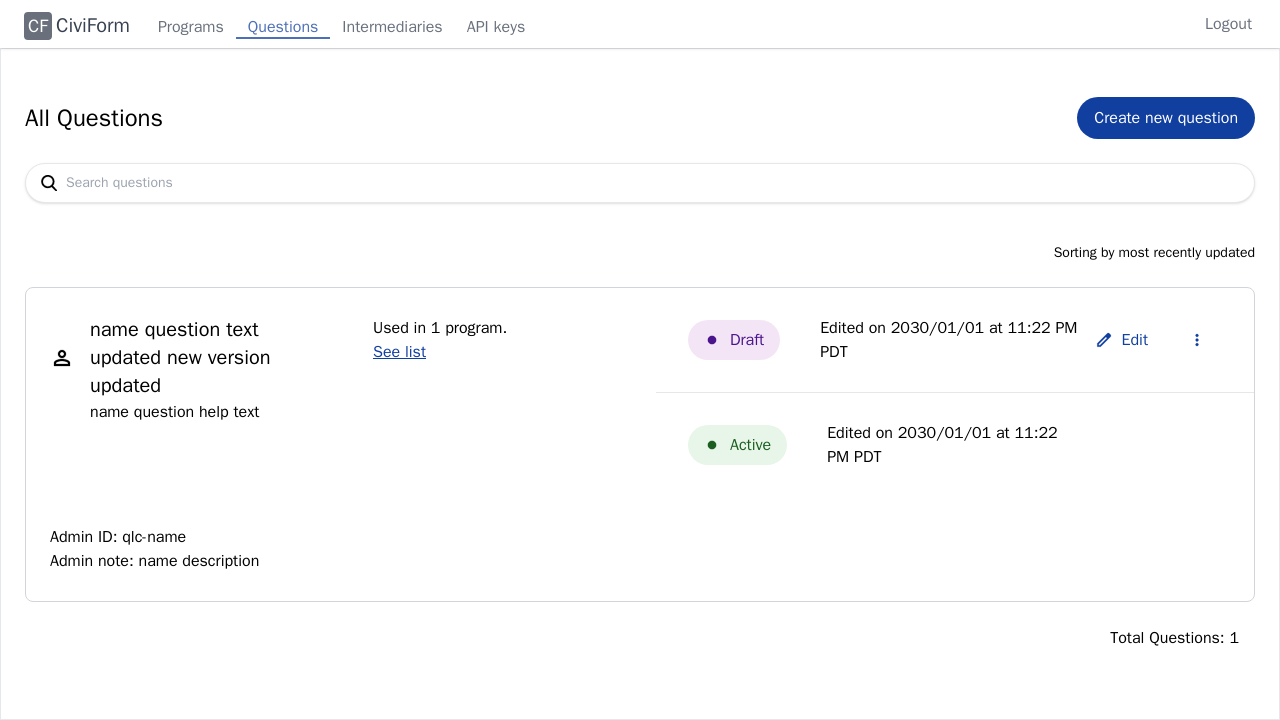 CF CiviForm Programs Questions Intermediaries API keys Logout
All Questions Create new question
Search questions
Sorting by most recently updated
name question text
updated new version
updated
name question help text
Used in 1 program.
See list
Draft
Edited on 2030/01/01 at 11:22 PM
PDT
Edit
Active
Edited on 2030/01/01 at 11:22
PM PDT
Admin ID: qlc-name
Admin note: name description
Total Questions: 1